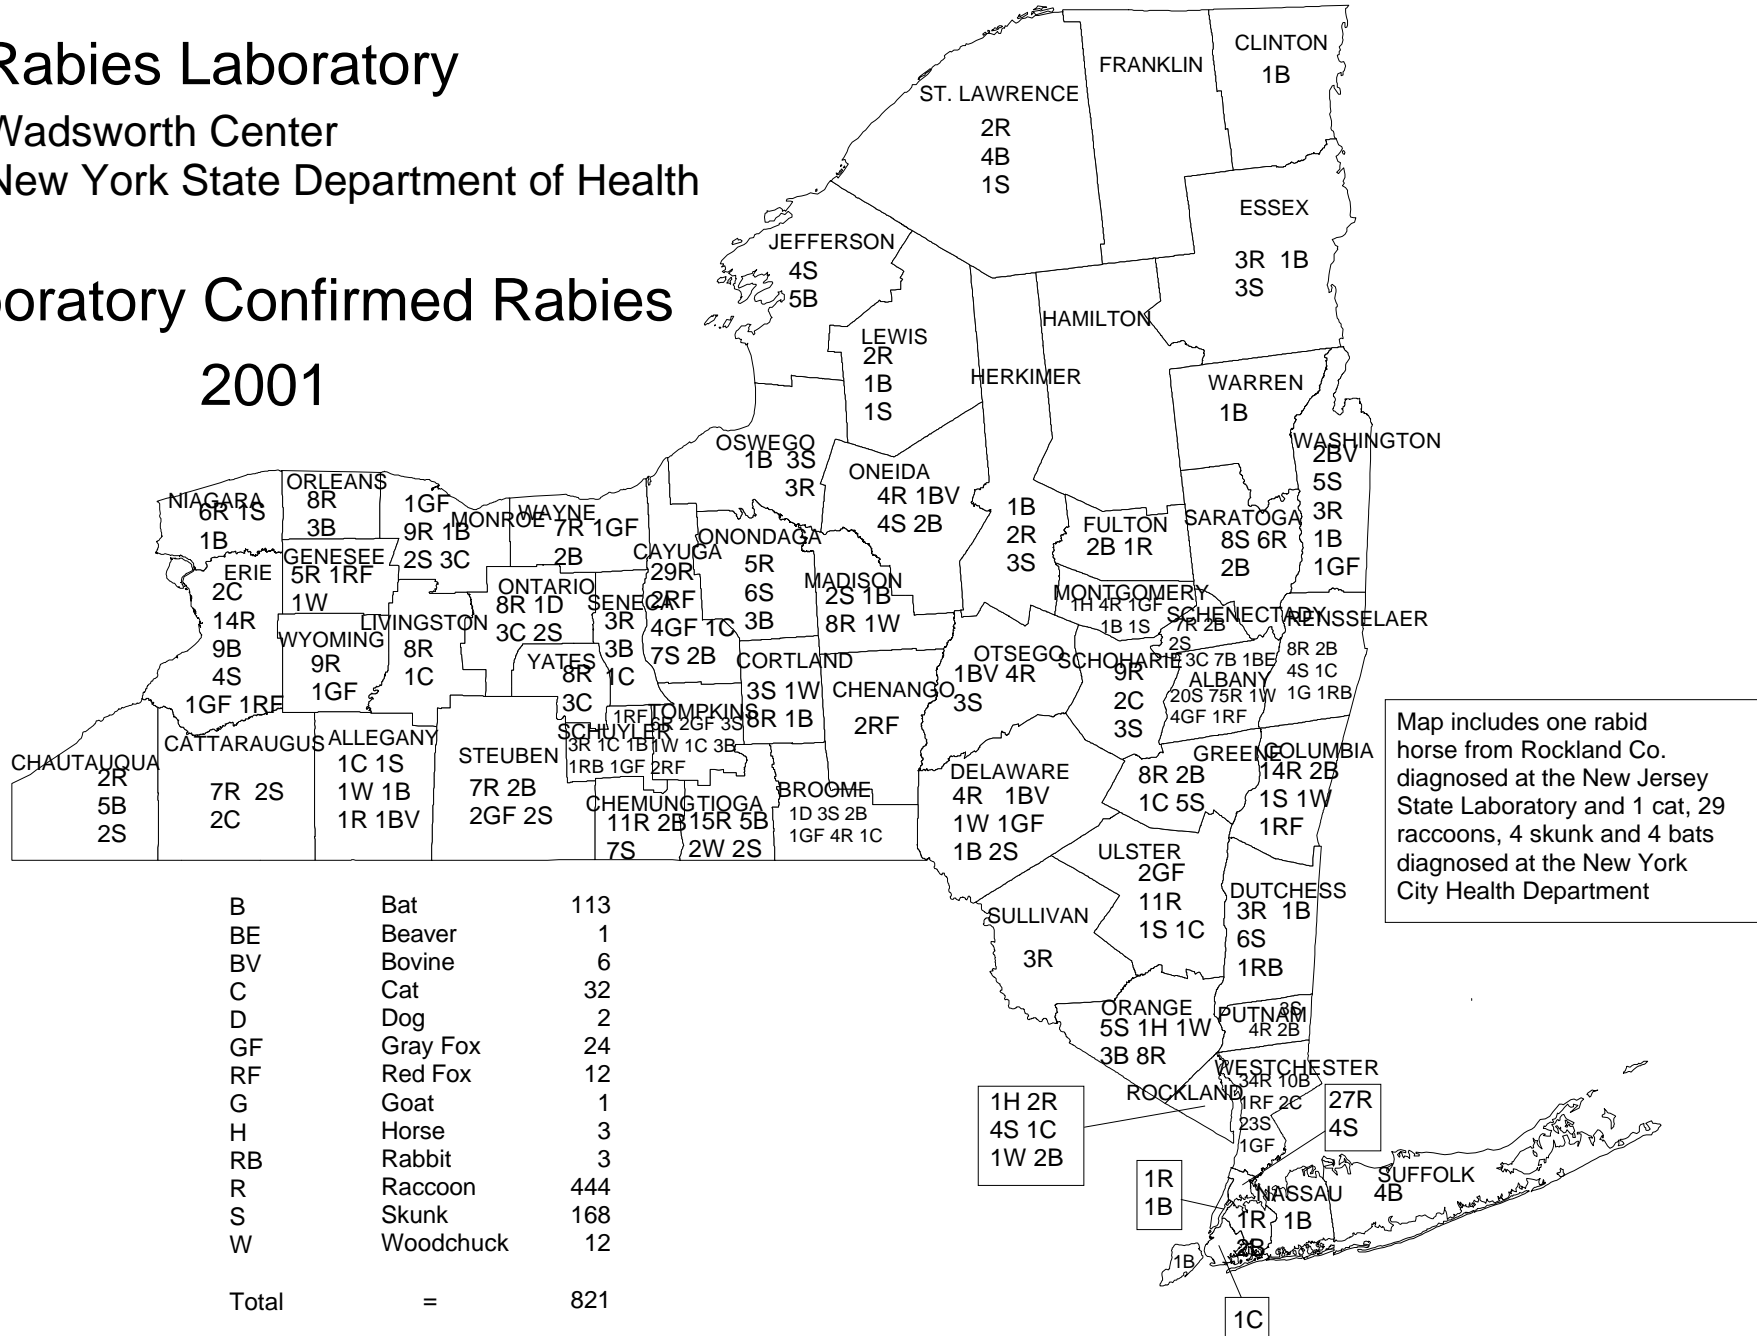 Rabies Laboratory
Wadsworth Center
New York State Department of Health
oratory Confirmed Rabies
2001
CLINTON
1B
FRANKLIN
ST. LAWRENCE
2R
4B
1S
ESSEX
3R 1B
3S
JEFFERSON
4S
5B
HAMILTON
LEWIS
2R
1B
1S
HERKIMER
1B
2R
3S
WARREN
1B
WASHINGTON
2BV
5S
3R
1B
1GF
OSWEGO
1B 3S
3R
ONEIDA
4R 1BV
4S 2B
NIAGARA
6R 1S
1B
ORLEANS
8R
3B
MONROE
1GF
9R 1B
2S 3C
WAYNE
7R 1GF
2B
CAYUGA
29R
2RF
4GF 1C
7S 2B
ONONDAGA
5R
6S
3B
MADISON
2S 1B
8R 1W
FULTON
2B 1R
SARATOGA
8S 6R
2B
MONTGOMERY
1H 4R 1GF
1B 1S
SCHENECTADY
7R 2B
2S
RENSSELAER
8R 2B
4S 1C
1G 1RB
ERIE
2C
14R
9B
4S
1GF 1RF
GENESEE
5R 1RF
1W
WYOMING
9R
1GF
LIVINGSTON
8R
1C
ONTARIO
8R 1D
3C 2S
SENECA
3R
3B
1C
1RF
YATES
8R
3C
CORTLAND
3S 1W
8R 1B
CHENANGO
2RF
OTSEGO
1BV 4R
3S
SCHOHARIE
9R
2C
3S
3C 7B 1BE
ALBANY
20S 75R 1W
4GF 1RF
TOMPKINS
6R 2GF 3S
1W 1C 3B
2RF
SCHUYLER
3R 1C 1B
1RB 1GF
CHAUTAUQUA
2R
5B
2S
CATTARAUGUS
7R 2S
2C
ALLEGANY
1C 1S
1W 1B
1R 1BV
STEUBEN
7R 2B
2GF 2S
CHEMUNG
11R 2B
7S
TIOGA
15R 5B
2W 2S
BROOME
1D 3S 2B
1GF 4R 1C
DELAWARE
4R 1BV
1W 1GF
1B 2S
GREENE
8R 2B
1C 5S
COLUMBIA
14R 2B
1S 1W
1RF
Map includes one rabid
horse from Rockland Co.
diagnosed at the New Jersey
State Laboratory and 1 cat, 29
raccoons, 4 skunk and 4 bats
diagnosed at the New York
City Health Department
ULSTER
2GF
11R
1S 1C
DUTCHESS
3R 1B
6S
1RB
SULLIVAN
3R
ORANGE
5S 1H 1W
3B 8R
PUTNAM
3S
4R 2B
WESTCHESTER
34R 10B
1RF 2C
23S
1GF
ROCKLAND
1H 2R
4S 1C
1W 2B
27R
4S
1R
1B
NASSAU
1B
SUFFOLK
4B
1R
2B
1B
1C
B Bat 113
BE Beaver 1
BV Bovine 6
C Cat 32
D Dog 2
GF Gray Fox 24
RF Red Fox 12
G Goat 1
H Horse 3
RB Rabbit 3
R Raccoon 444
S Skunk 168
W Woodchuck 12
Total = 821